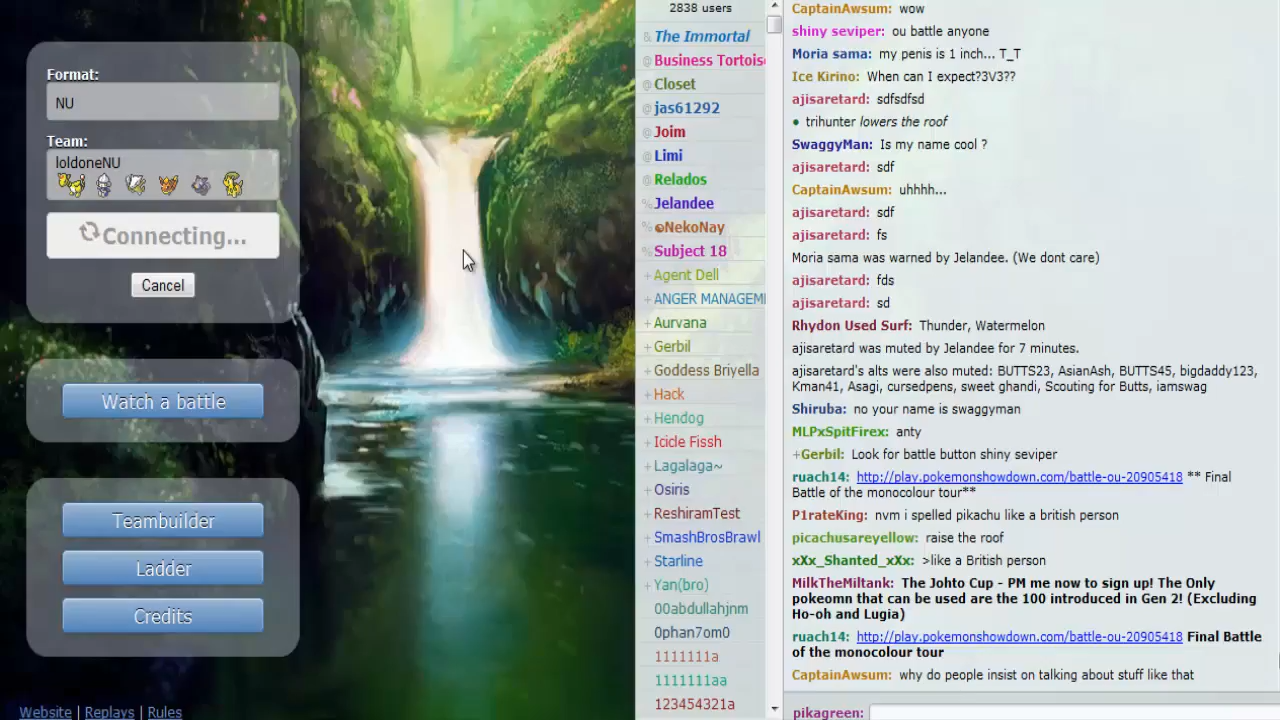 Format:
NU
Team:
loldoneNU
Connecting...
Cancel
Watch a battle
Teambuilder
Ladder
Credits
Website | Replays | Rules
2838 users
& The Immortal
@ Business Tortois
@ Closet
@ jas61292
@ Joim
@ Limi
@ Relados
% Jelandee
% NekoNay
% Subject 18
+ Agent Dell
+ ANGER MANAGEM
+ Aurvana
+ Gerbil
+ Goddess Briyella
+ Hack
+ Hendog
+ Icicle Fissh
+ Lagalaga~
+ Osiris
+ ReshiramTest
+ SmashBrosBrawl
+ Starline
+ Yan(bro)
00abdullahjnm
0phan7om0
1111111a
1111111aa
123454321a
CaptainAwsum: wow
shiny seviper: ou battle anyone
Moria sama: my penis is 1 inch... T_T
Ice Kirino: When can I expect?3V3??
ajisaretard: sdfsdfsd
• trihunter lowers the roof
SwaggyMan: Is my name cool ?
ajisaretard: sdf
CaptainAwsum: uhhhh...
ajisaretard: sdf
ajisaretard: fs
Moria sama was warned by Jelandee. (We dont care)
ajisaretard: fds
ajisaretard: sd
Rhydon Used Surf: Thunder, Watermelon
ajisaretard was muted by Jelandee for 7 minutes.
ajisaretard's alts were also muted: BUTTS23, AsianAsh, BUTTS45, bigdaddy123,
Kman41, Asagi, cursedpens, sweet ghandi, Scouting for Butts, iamswag
Shiruba: no your name is swaggyman
MLPxSpitFirex: anty
+Gerbil: Look for battle button shiny seviper
ruach14: http://play.pokemonshowdown.com/battle-ou-20905418 ** Final
Battle of the monocolour tour**
P1rateKing: nvm i spelled pikachu like a british person
picachusareyellow: raise the roof
xXx_Shanted_xXx: >like a British person
MilkTheMiltank: The Johto Cup - PM me now to sign up! The Only
pokeomn that can be used are the 100 introduced in Gen 2! (Excluding
Ho-oh and Lugia)
ruach14: http://play.pokemonshowdown.com/battle-ou-20905418 Final Battle
of the monocolour tour
CaptainAwsum: why do people insist on talking about stuff like that
pikagreen: